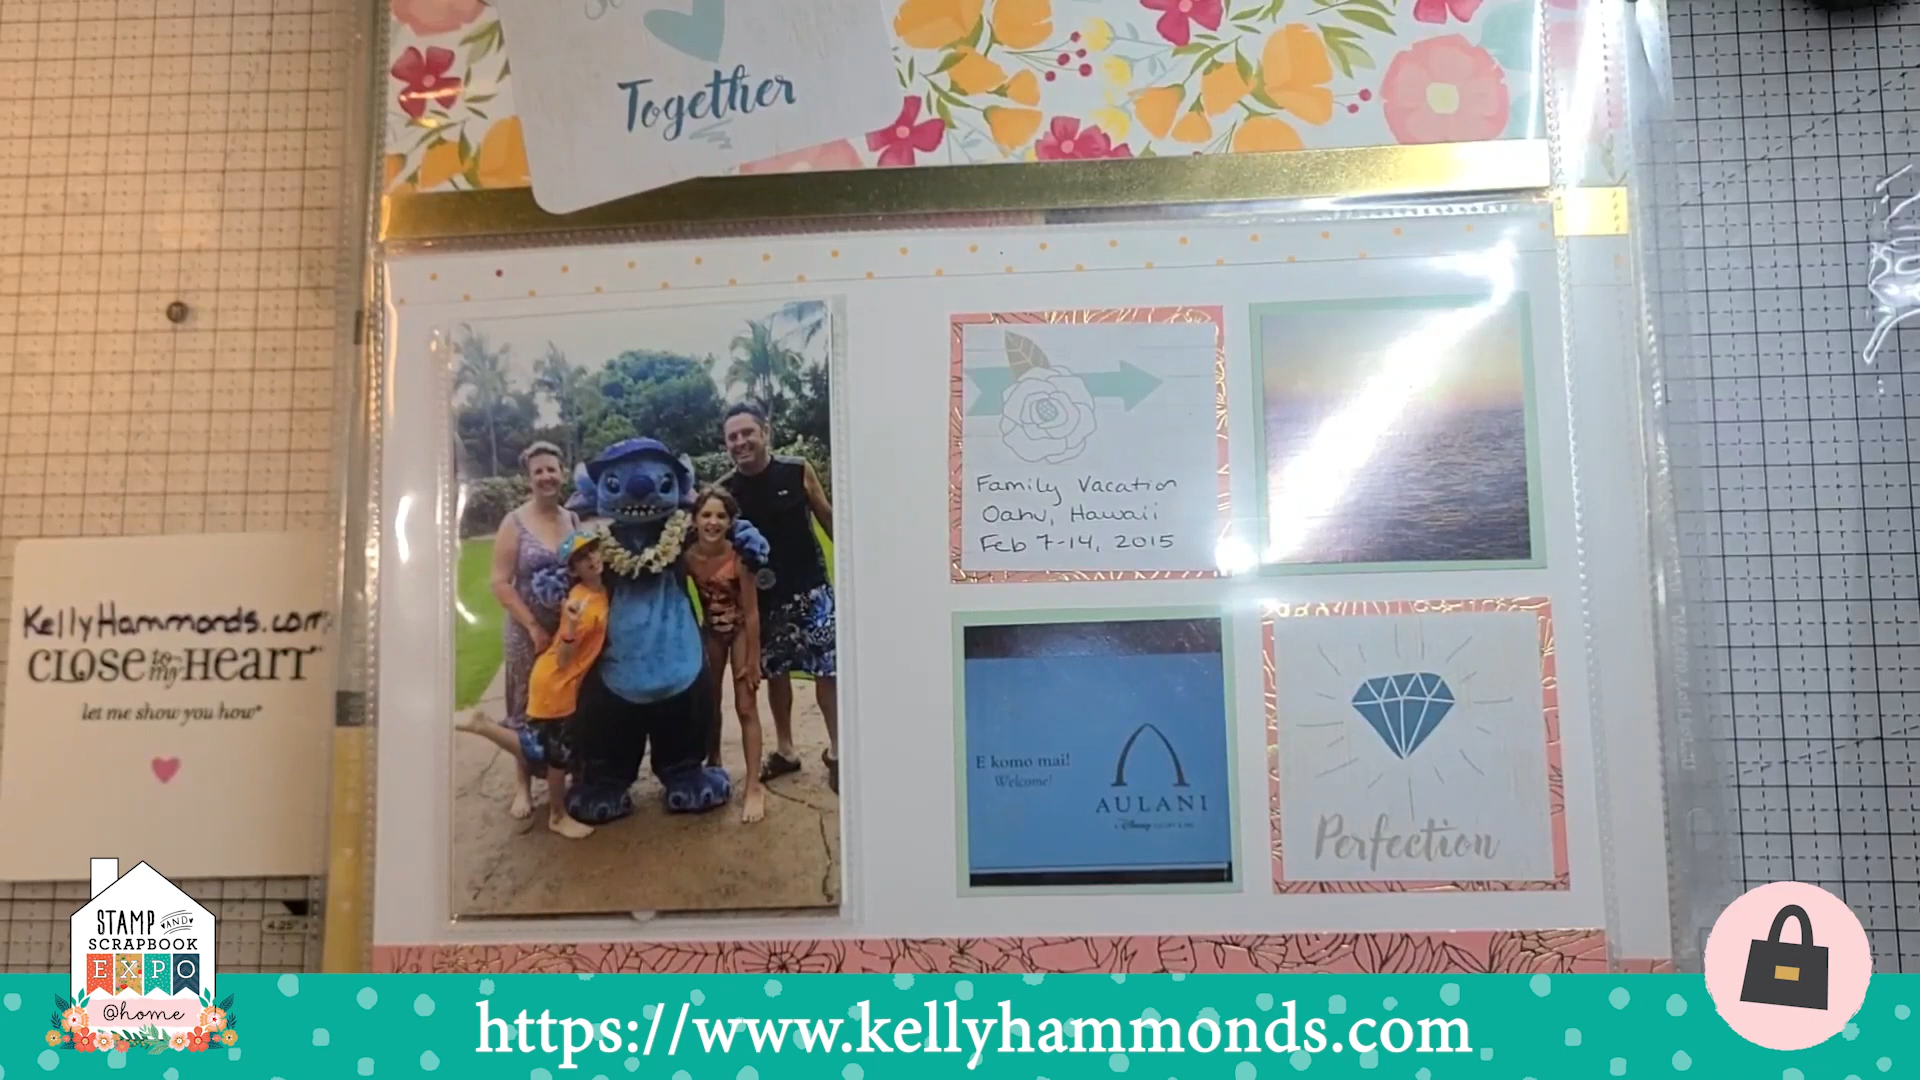 Together
Family Vacation
Oahu, Hawaii
Feb 7-14, 2015
E komo mai!
Welcome!
AULANI
Disney
Perfection
KellyHammonds.com
CLOSE to my HEART
let me show you how
STAMP AND
SCRAPBOOK
EXPO
@home
https://www.kellyhammonds.com